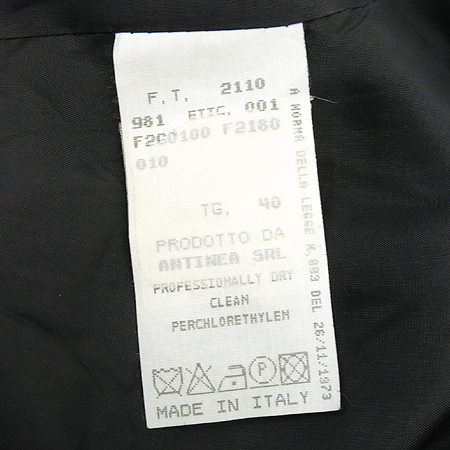 F.T. 2110
981 ETIC. 001
F2G0100 F2180
010
TG. 40
PRODOTTO DA
ANTINEA SRL
PROFESSIONALLY DRY
CLEAN
PERCHLORETHYLEN
P
MADE IN ITALY
A NORMA DELLA LEGGE N.883 DEL 26/11/1973